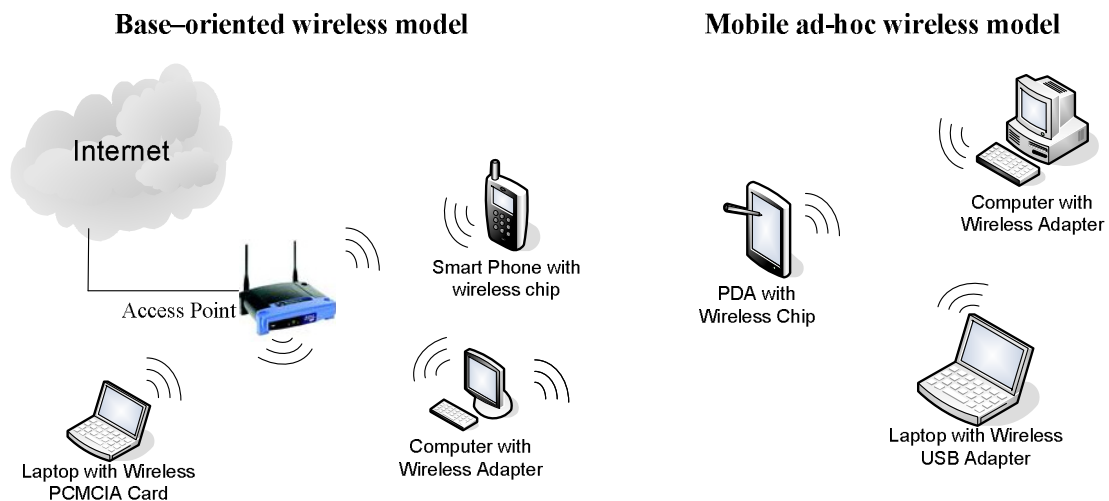 Base–oriented wireless model
Mobile ad-hoc wireless model
Internet
Access Point
Smart Phone with
wireless chip
Laptop with Wireless
PCMCIA Card
Computer with
Wireless Adapter
PDA with
Wireless Chip
Computer with
Wireless Adapter
Laptop with Wireless
USB Adapter